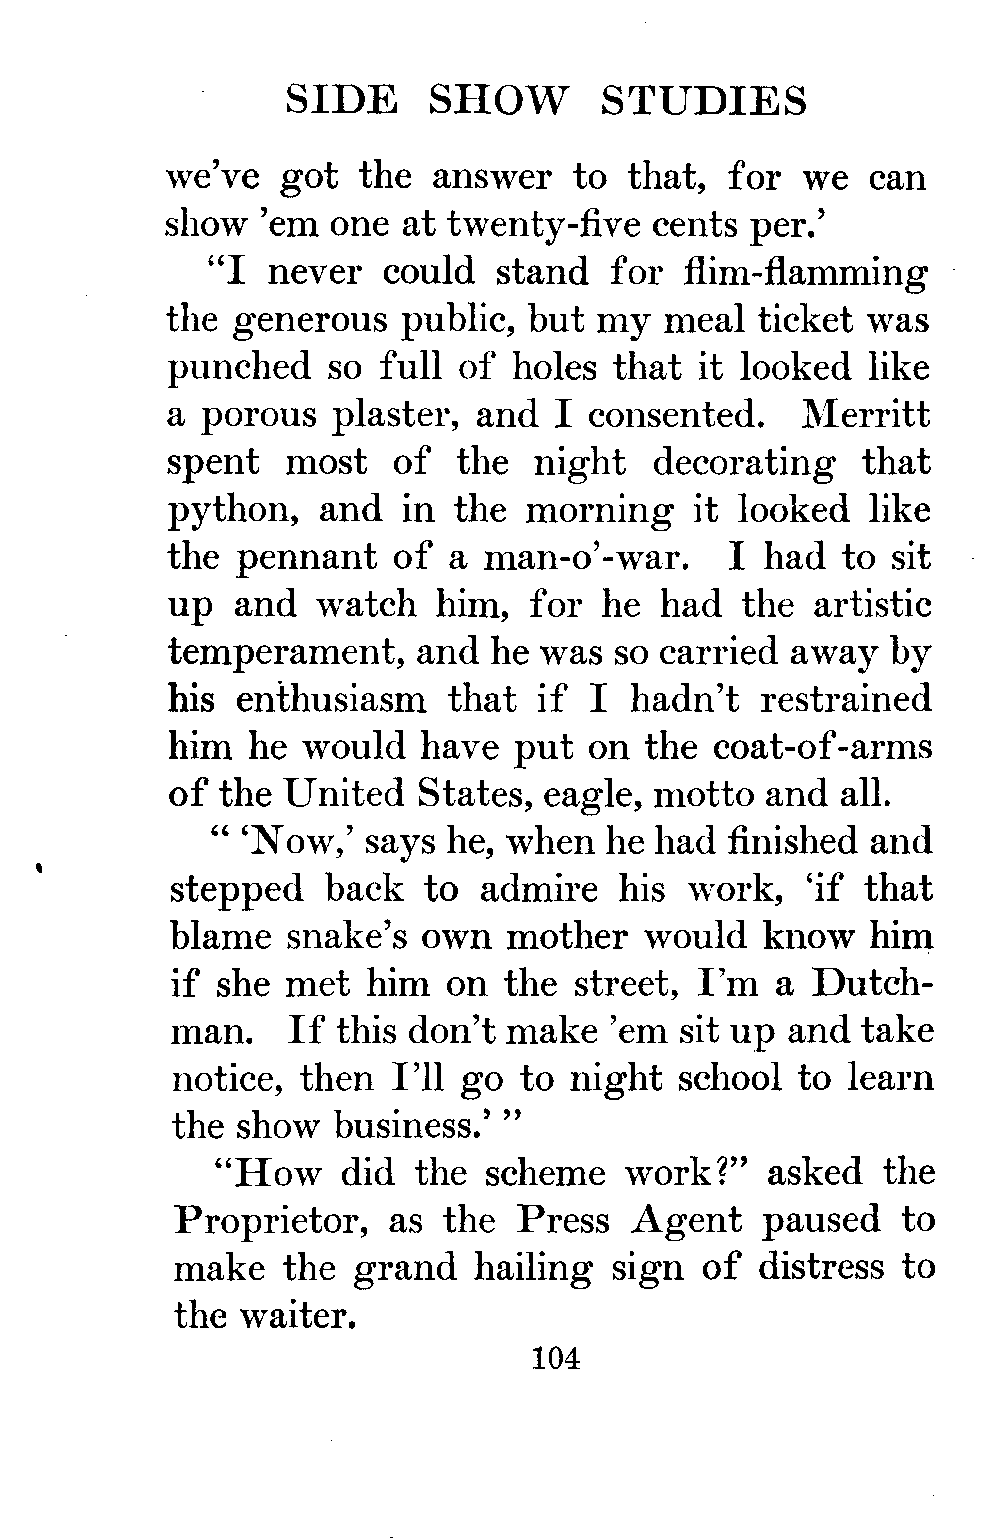 SIDE SHOW STUDIES
we've got the answer to that, for we can
show 'em one at twenty-five cents per.'
"I never could stand for flim-flamming
the generous public, but my meal ticket was
punched so full of holes that it looked like
a porous plaster, and I consented. Merritt
spent most of the night decorating that
python, and in the morning it looked like
the pennant of a man-o'-war. I had to sit
up and watch him, for he had the artistic
temperament, and he was so carried away by
his enthusiasm that if I hadn't restrained
him he would have put on the coat-of-arms
of the United States, eagle, motto and all.
" 'Now,' says he, when he had finished and
stepped back to admire his work, 'if that
blame snake's own mother would know him
if she met him on the street, I'm a Dutch-
man. If this don't make 'em sit up and take
notice, then I'll go to night school to learn
the show business.' "
"How did the scheme work?" asked the
Proprietor, as the Press Agent paused to
make the grand hailing sign of distress to
the waiter.
104